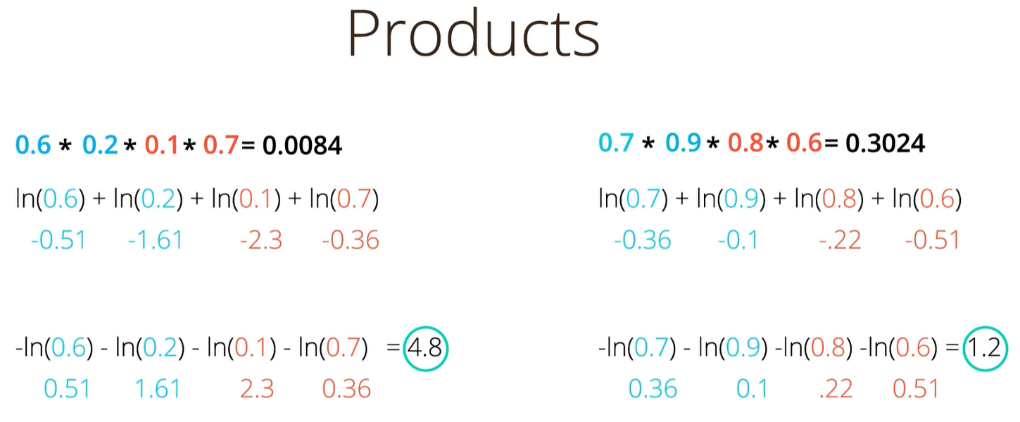 Products
0.6 * 0.2 * 0.1 * 0.7= 0.0084
ln(0.6) + ln(0.2) + ln(0.1) + ln(0.7)
-0.51 -1.61 -2.3 -0.36
-ln(0.6) - ln(0.2) - ln(0.1) - ln(0.7) = 4.8
0.51 1.61 2.3 0.36
0.7 * 0.9 * 0.8* 0.6= 0.3024
ln(0.7) + ln(0.9) + ln(0.8) + ln(0.6)
-0.36 -0.1 -.22 -0.51
-ln(0.7) - ln(0.9) -ln(0.8) -ln(0.6) = 1.2
0.36 0.1 .22 0.51